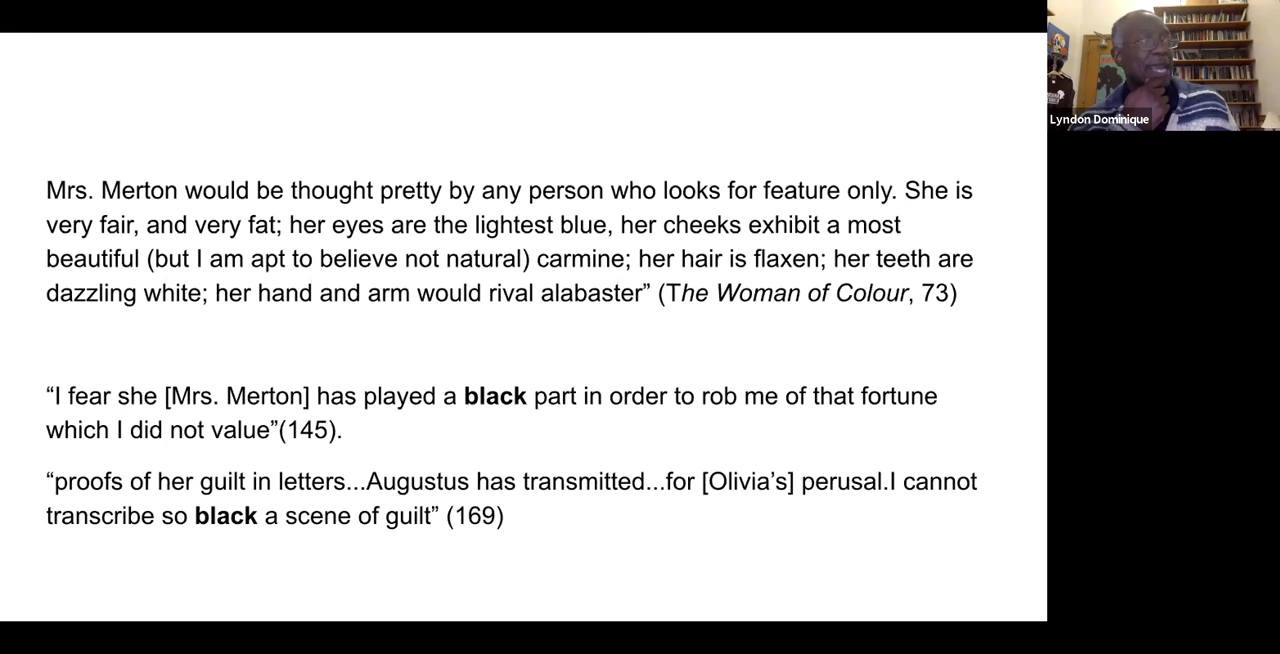 Mrs. Merton would be thought pretty by any person who looks for feature only. She is
very fair, and very fat; her eyes are the lightest blue, her cheeks exhibit a most
beautiful (but I am apt to believe not natural) carmine; her hair is flaxen; her teeth are
dazzling white; her hand and arm would rival alabaster” (The Woman of Colour, 73)
“I fear she [Mrs. Merton] has played a black part in order to rob me of that fortune
which I did not value”(145).
“proofs of her guilt in letters...Augustus has transmitted...for [Olivia’s] perusal.I cannot
transcribe so black a scene of guilt” (169)
Lyndon Dominique